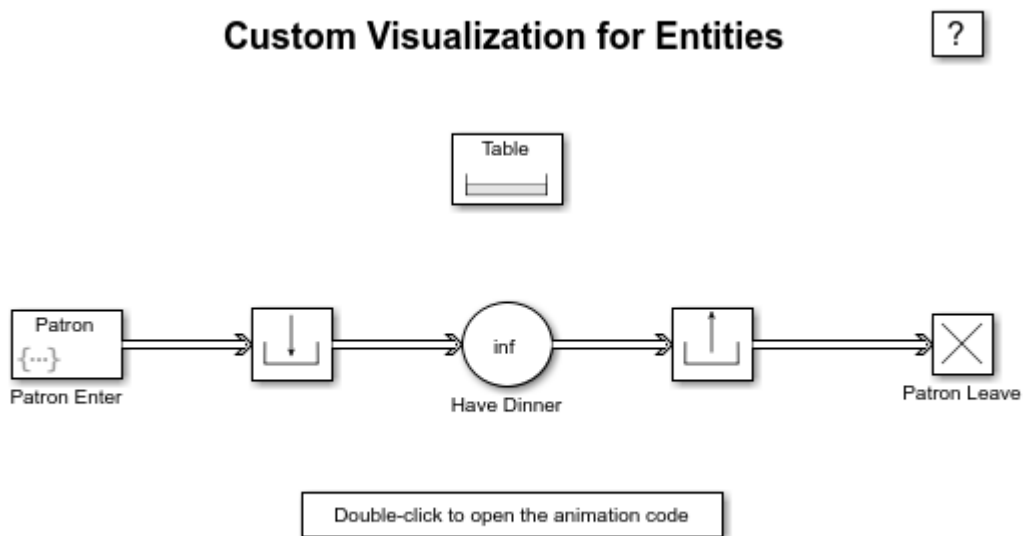 Custom Visualization for Entities
?
Table
Patron
{...}
Patron Enter
inf
Have Dinner
Patron Leave
Double-click to open the animation code